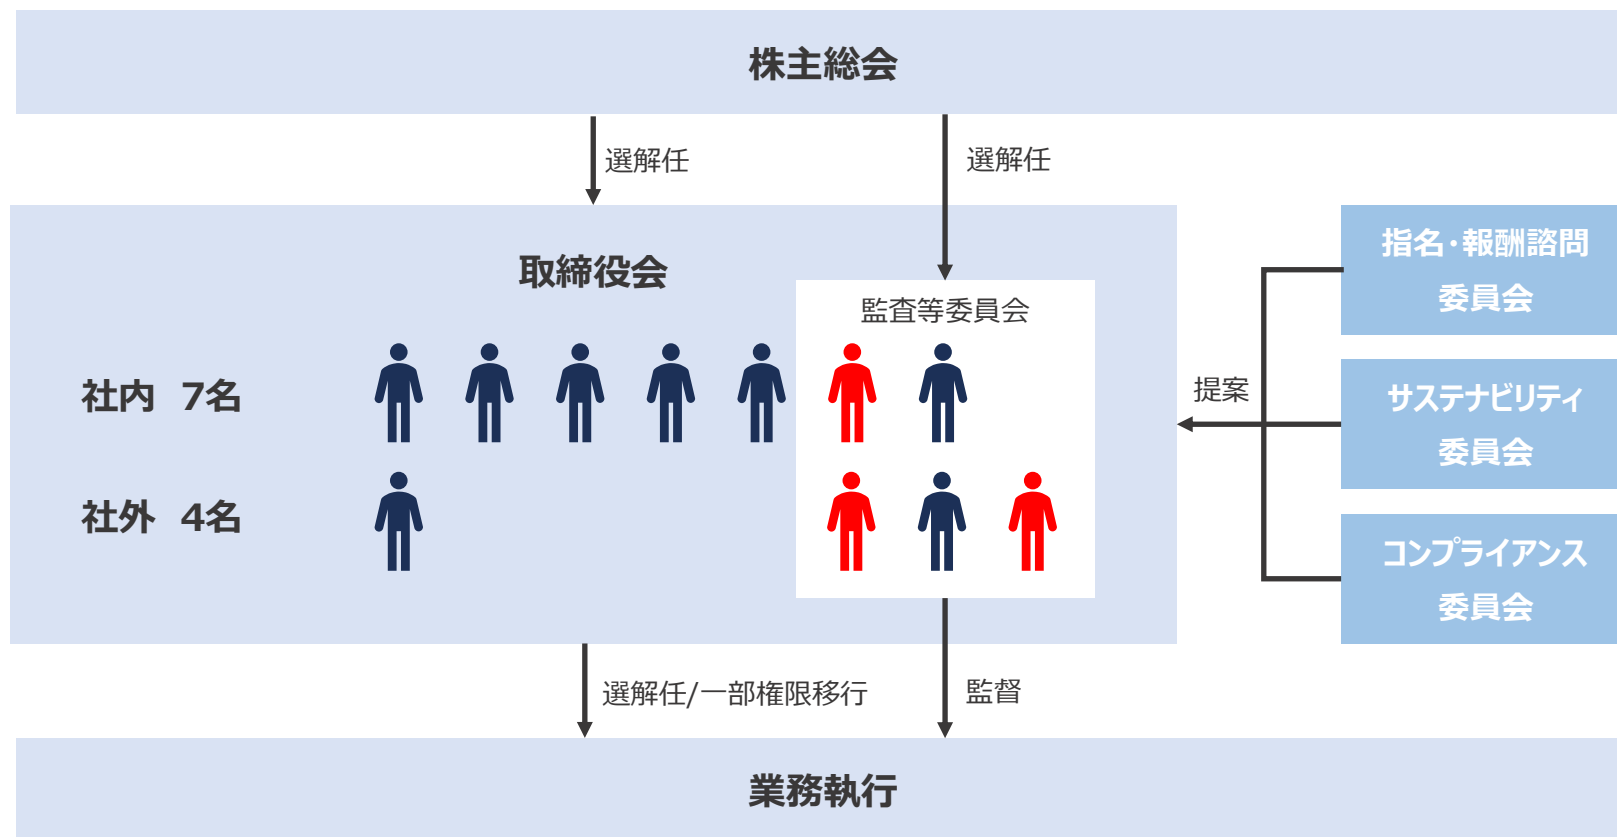 株主総会
選解任
選解任
取締役会
監査等委員会
社内 7名
社外 4名
提案
指名・報酬諮問
委員会
サステナビリティ
委員会
コンプライアンス
委員会
選解任/一部権限移行
監督
業務執行